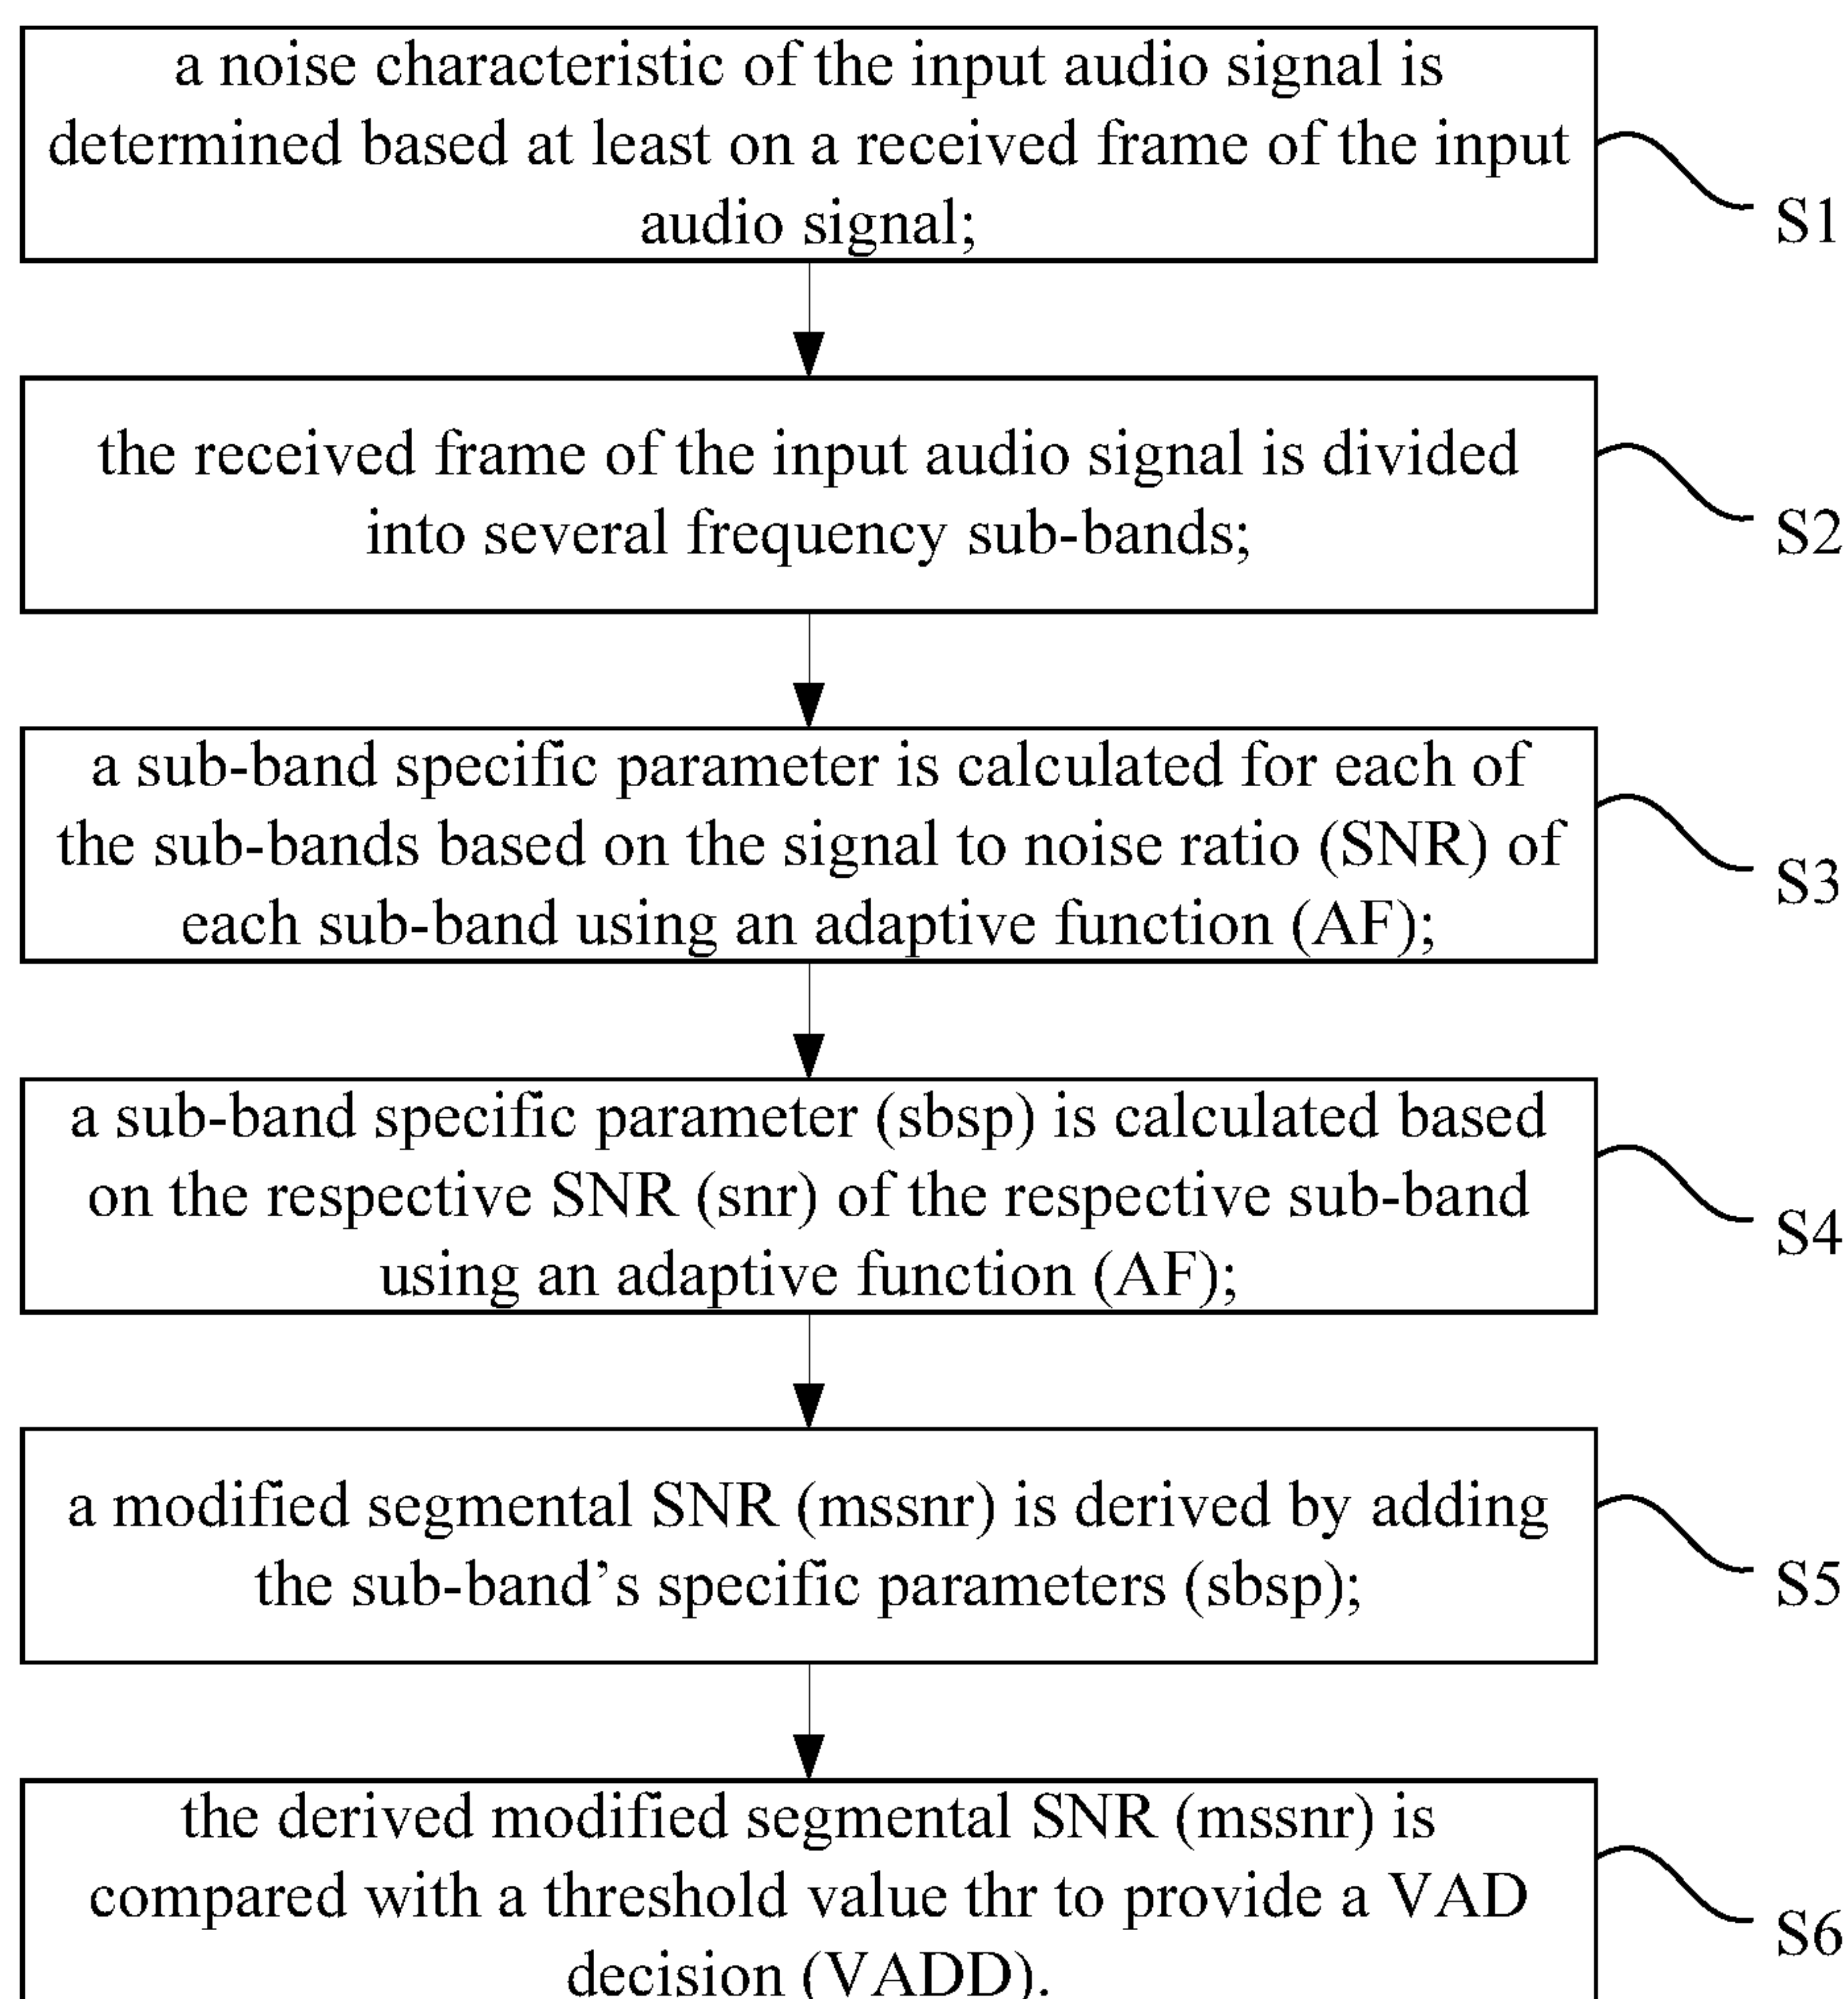 a noise characteristic of the input audio signal is
determined based at least on a received frame of the input
audio signal;
S1
the received frame of the input audio signal is divided
into several frequency sub-bands;
S2
a sub-band specific parameter is calculated for each of
the sub-bands based on the signal to noise ratio (SNR) of
each sub-band using an adaptive function (AF);
S3
a sub-band specific parameter (sbsp) is calculated based
on the respective SNR (snr) of the respective sub-band
using an adaptive function (AF);
S4
a modified segmental SNR (mssnr) is derived by adding
the sub-band’s specific parameters (sbsp);
S5
the derived modified segmental SNR (mssnr) is
compared with a threshold value thr to provide a VAD
decision (VADD).
S6